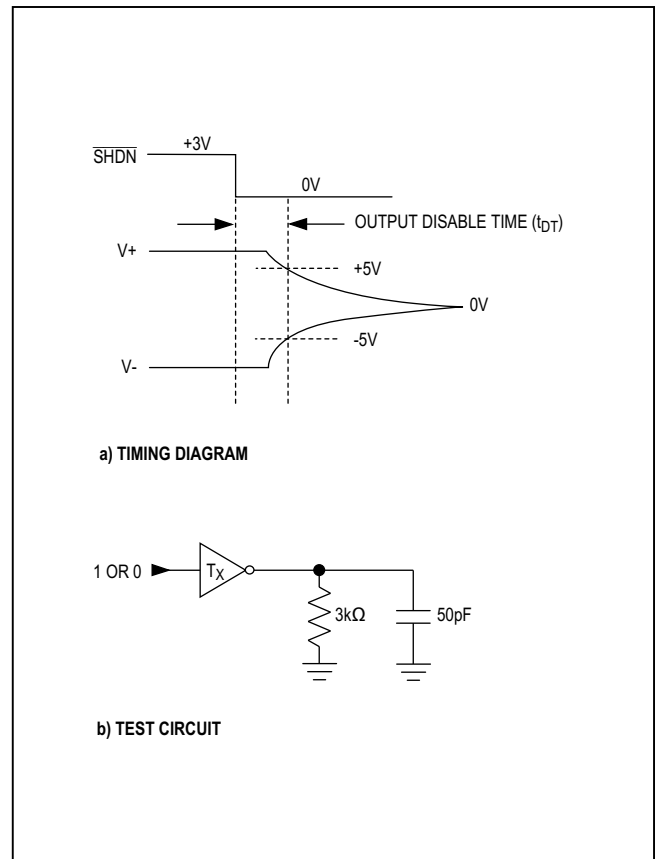 SHDN +3V
0V
OUTPUT DISABLE TIME (tDT)
V+
+5V
0V
-5V
V-
a) TIMING DIAGRAM
1 OR 0 TX
3kΩ 50pF
b) TEST CIRCUIT